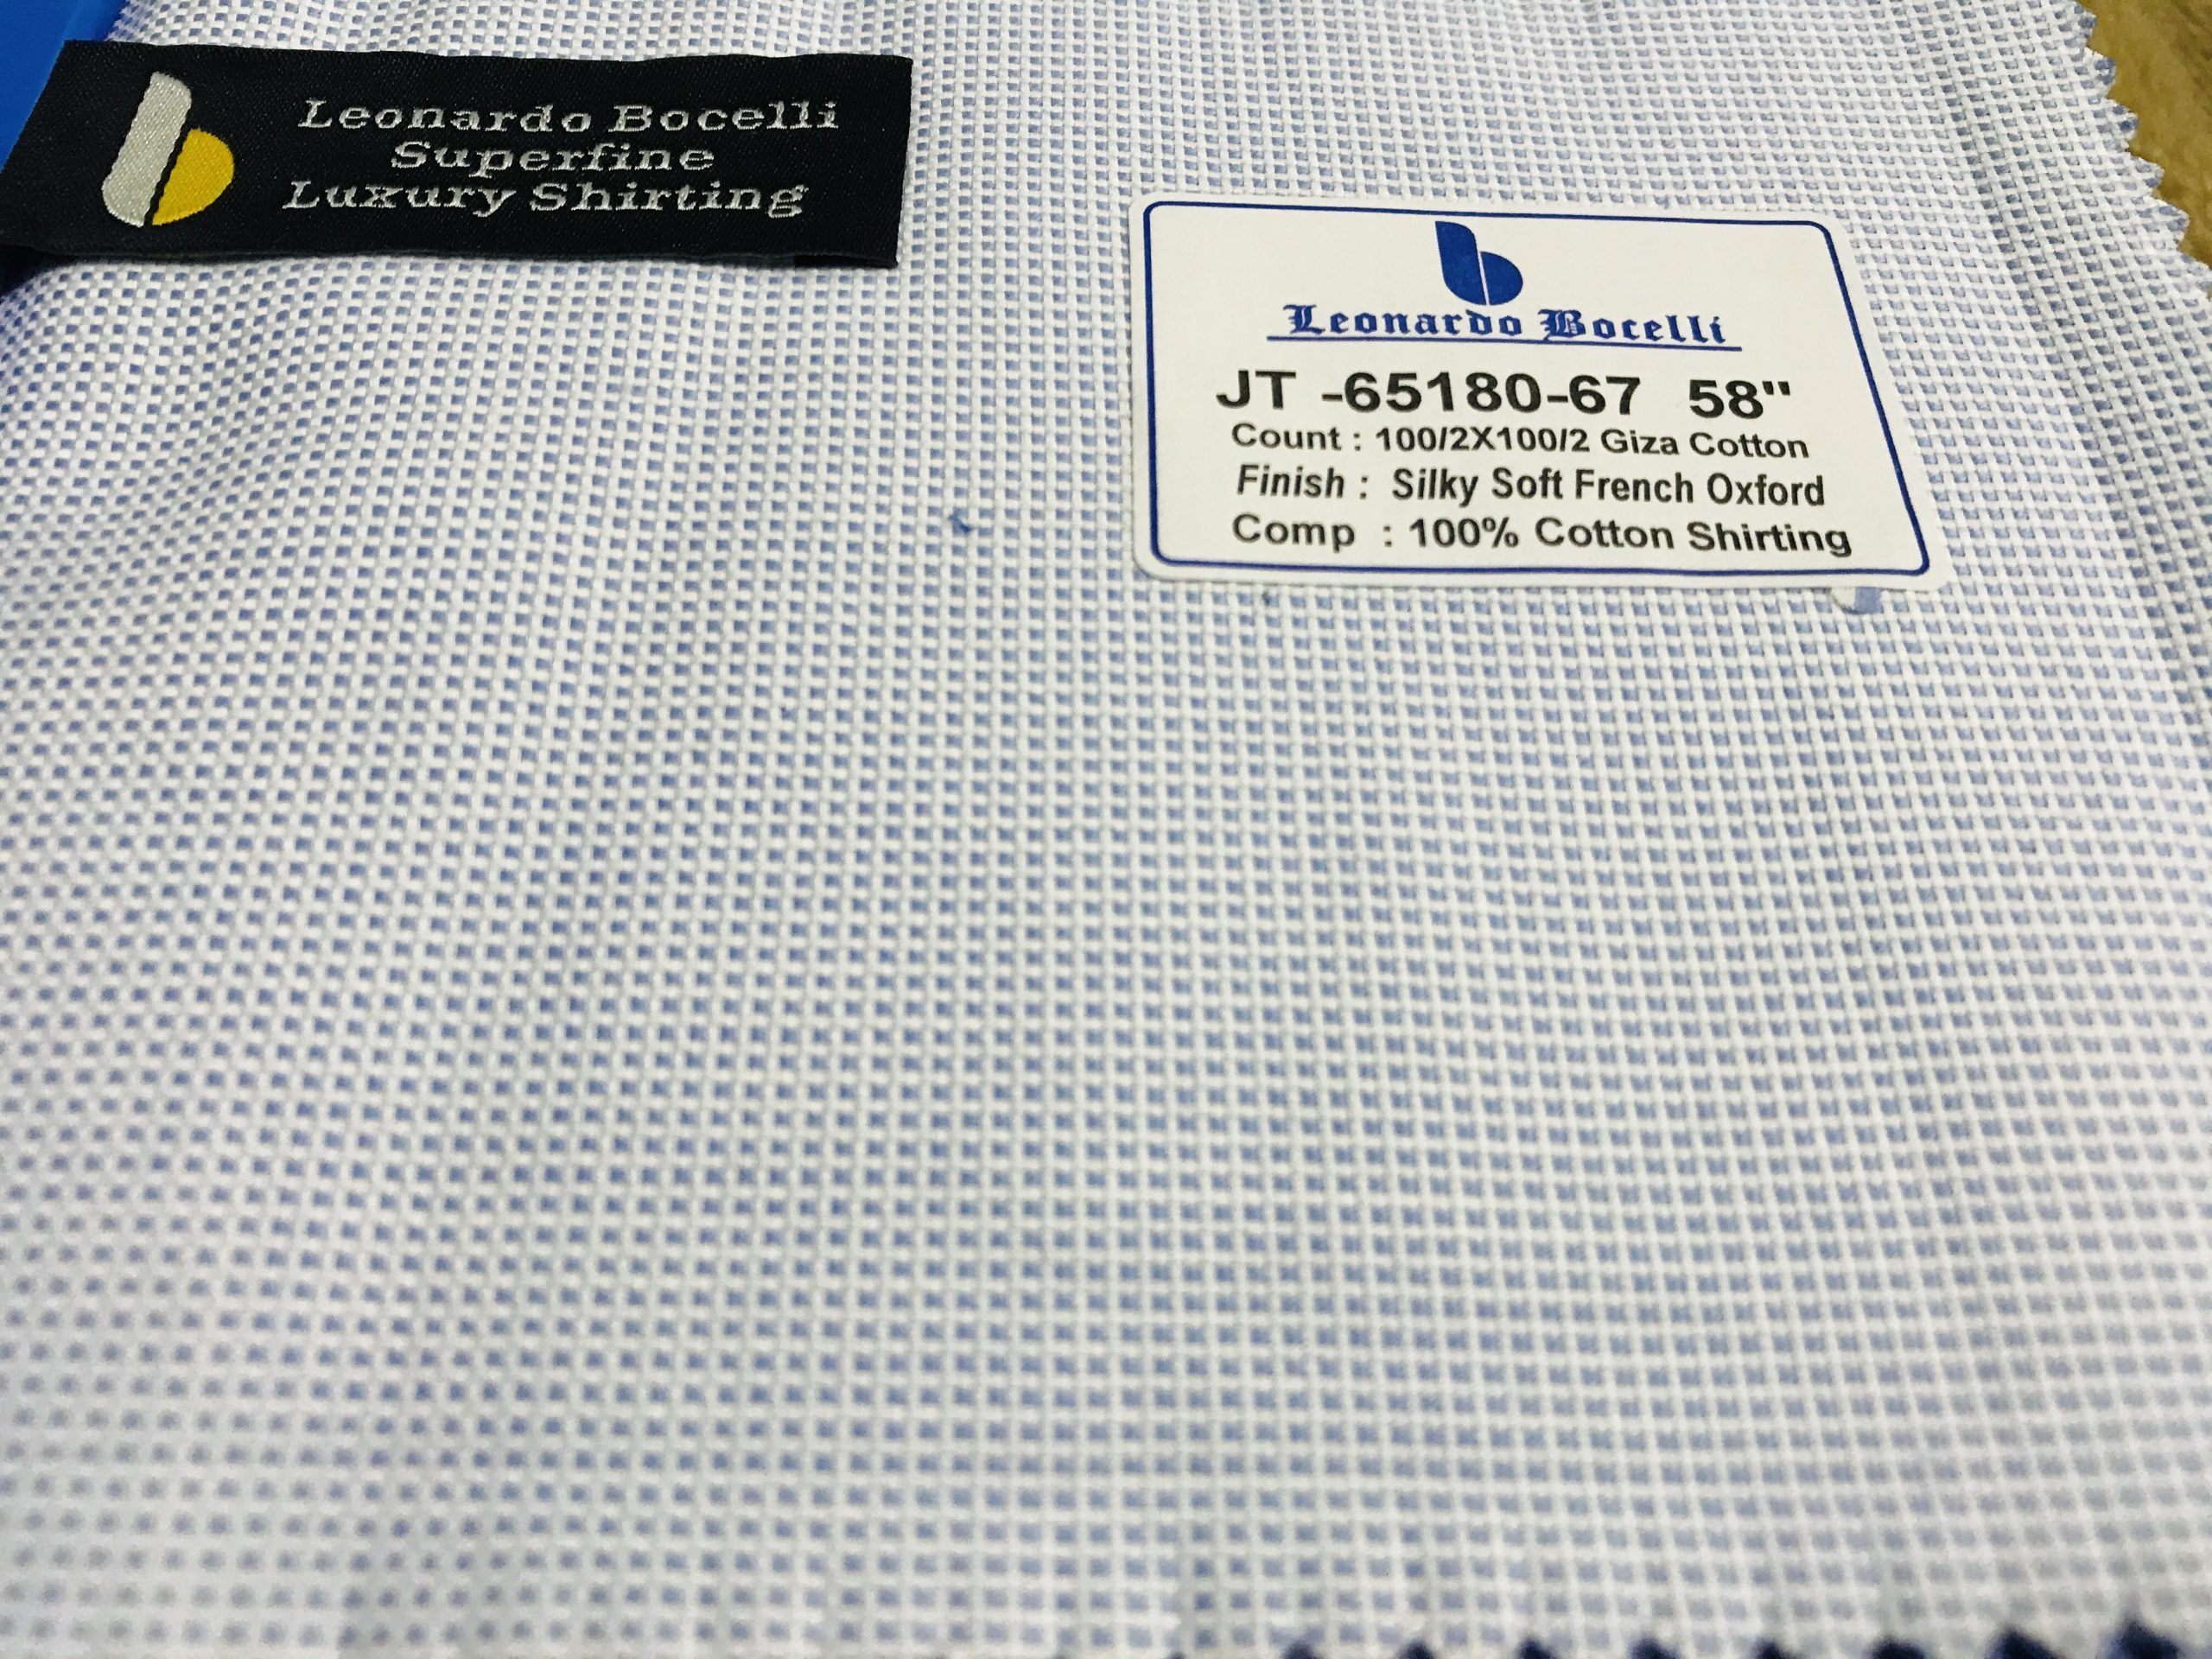 Leonardo Bocelli
Superfine
Luxury Shirting
Leonardo Bocelli
JT -65180-67 58"
Count : 100/2X100/2 Giza Cotton
Finish : Silky Soft French Oxford
Comp : 100% Cotton Shirting